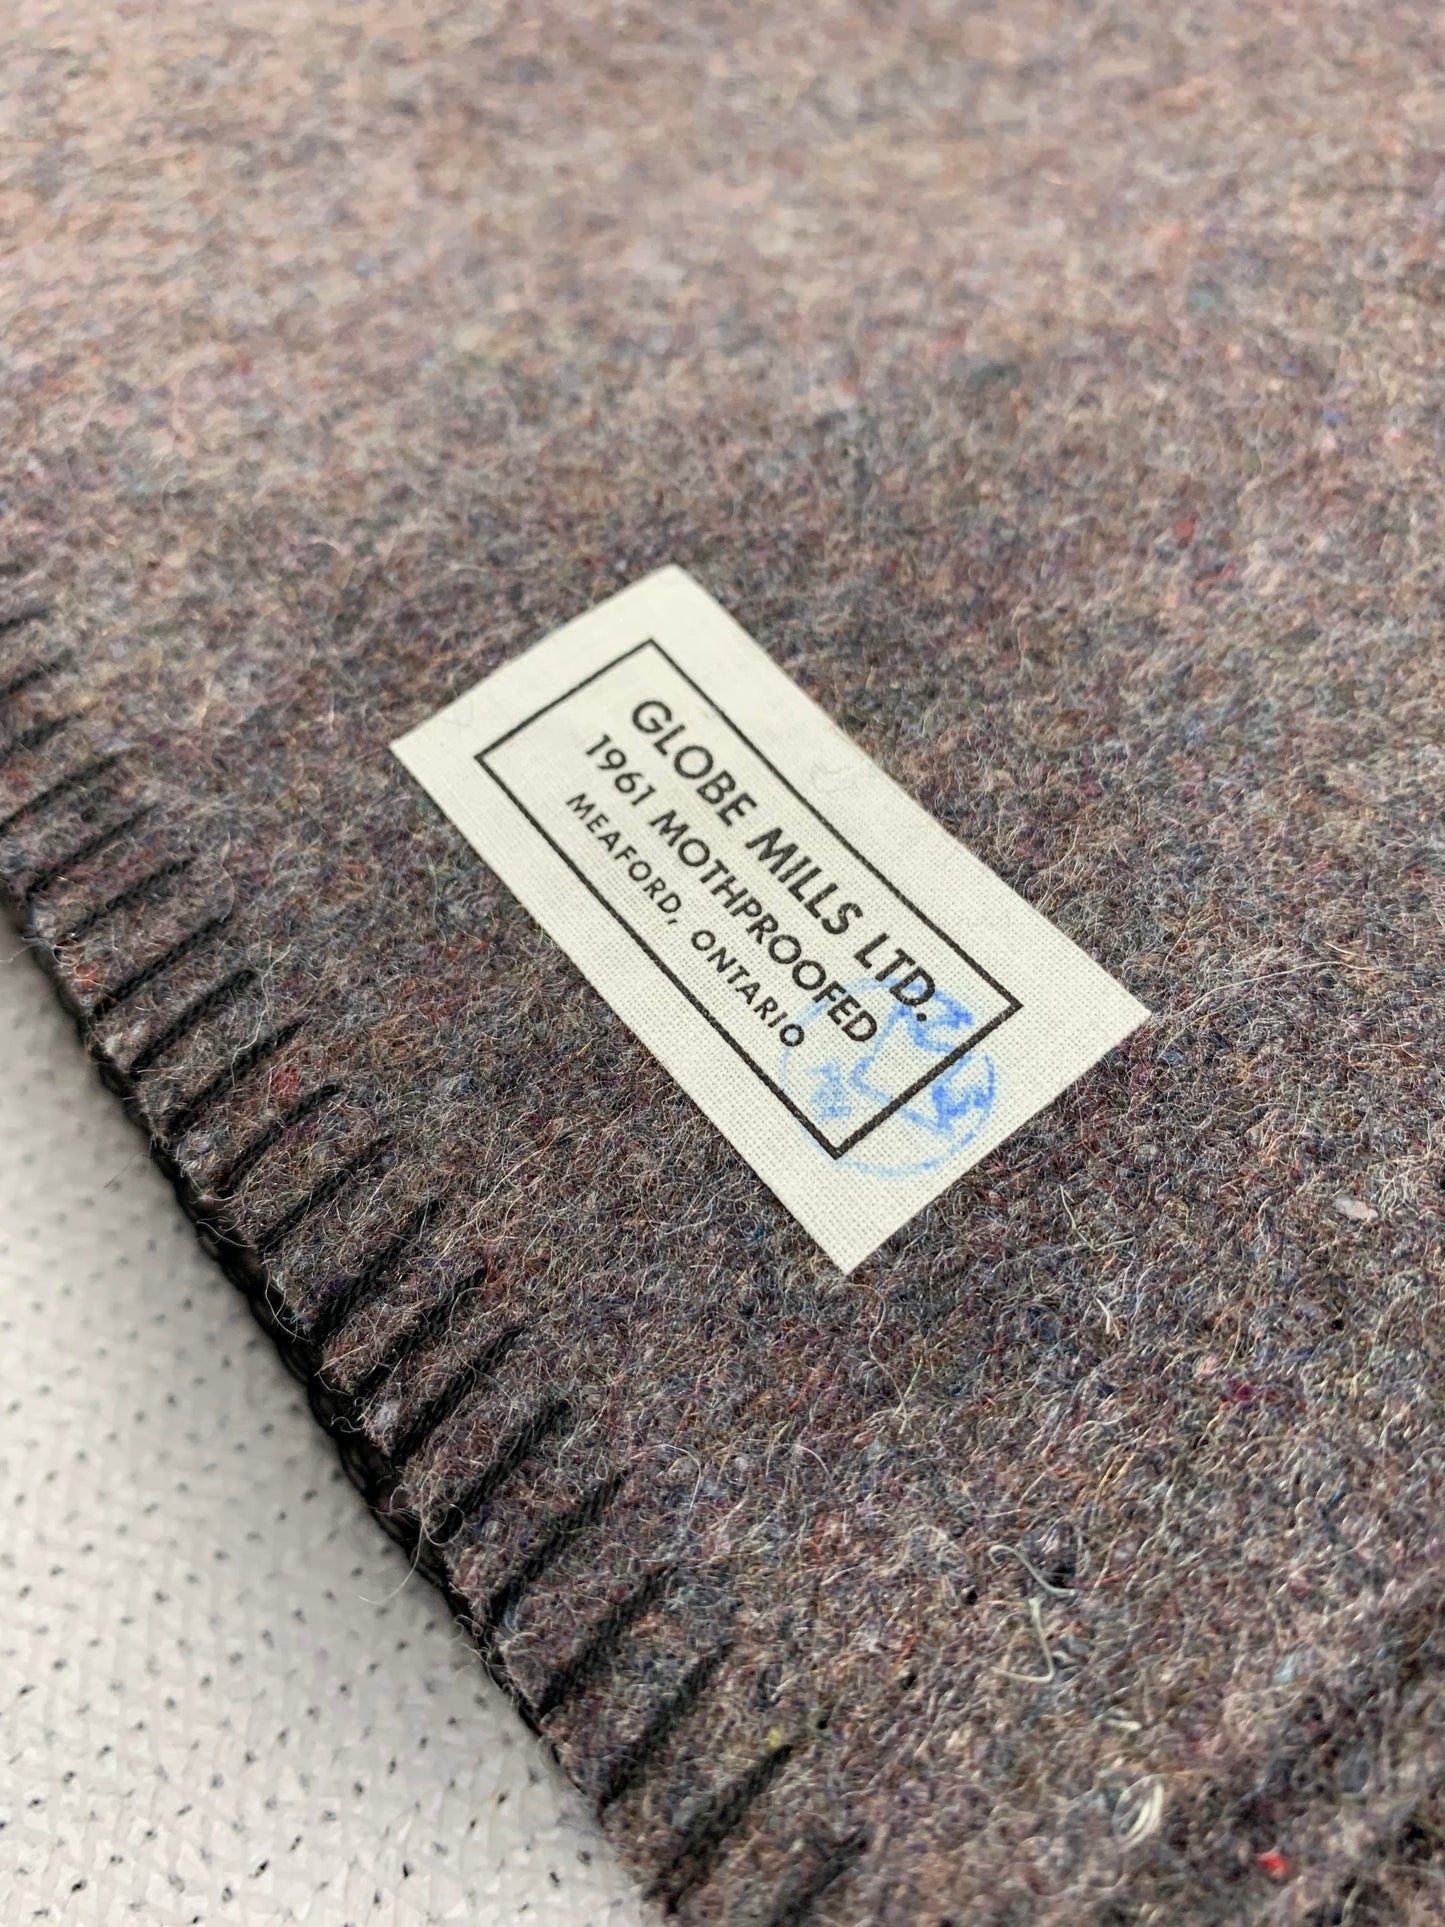 GLOBE MILLS LTD.
1961 MOTHPROOFED
MEAFORD, ONTARIO